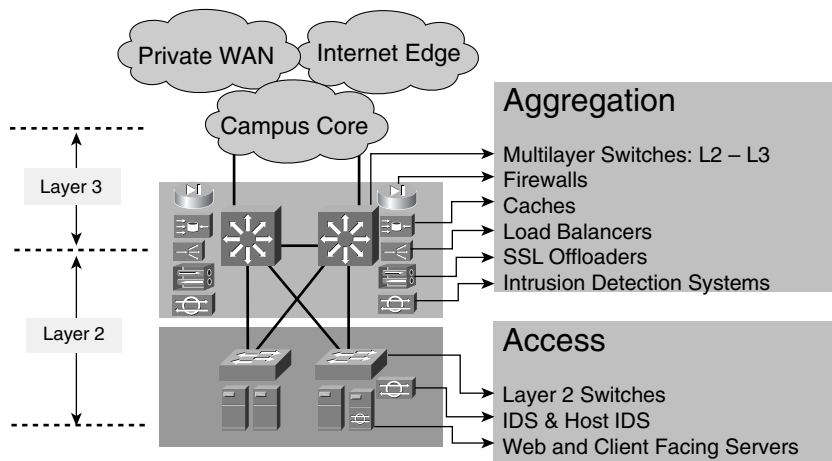 Private WAN
Internet Edge
Campus Core
Layer 3
Layer 2
Aggregation
Multilayer Switches: L2 – L3
Firewalls
Caches
Load Balancers
SSL Offloaders
Intrusion Detection Systems
Access
Layer 2 Switches
IDS & Host IDS
Web and Client Facing Servers